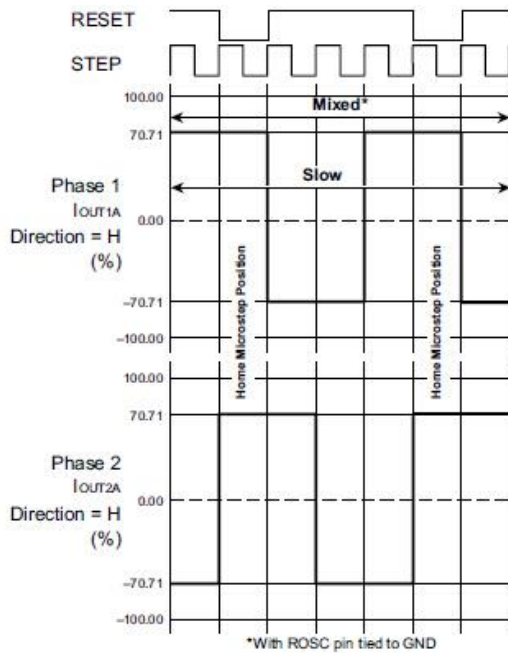 RESET
STEP
100.00
Mixed*
70.71
Slow
Phase 1
IOUT1A
Direction = H
(%)
0.00
Home Microstep Position
Home Microstep Position
–70.71
–100.00
100.00
70.71
Phase 2
IOUT2A
Direction = H
(%)
0.00
–70.71
–100.00
*With ROSC pin tied to GND